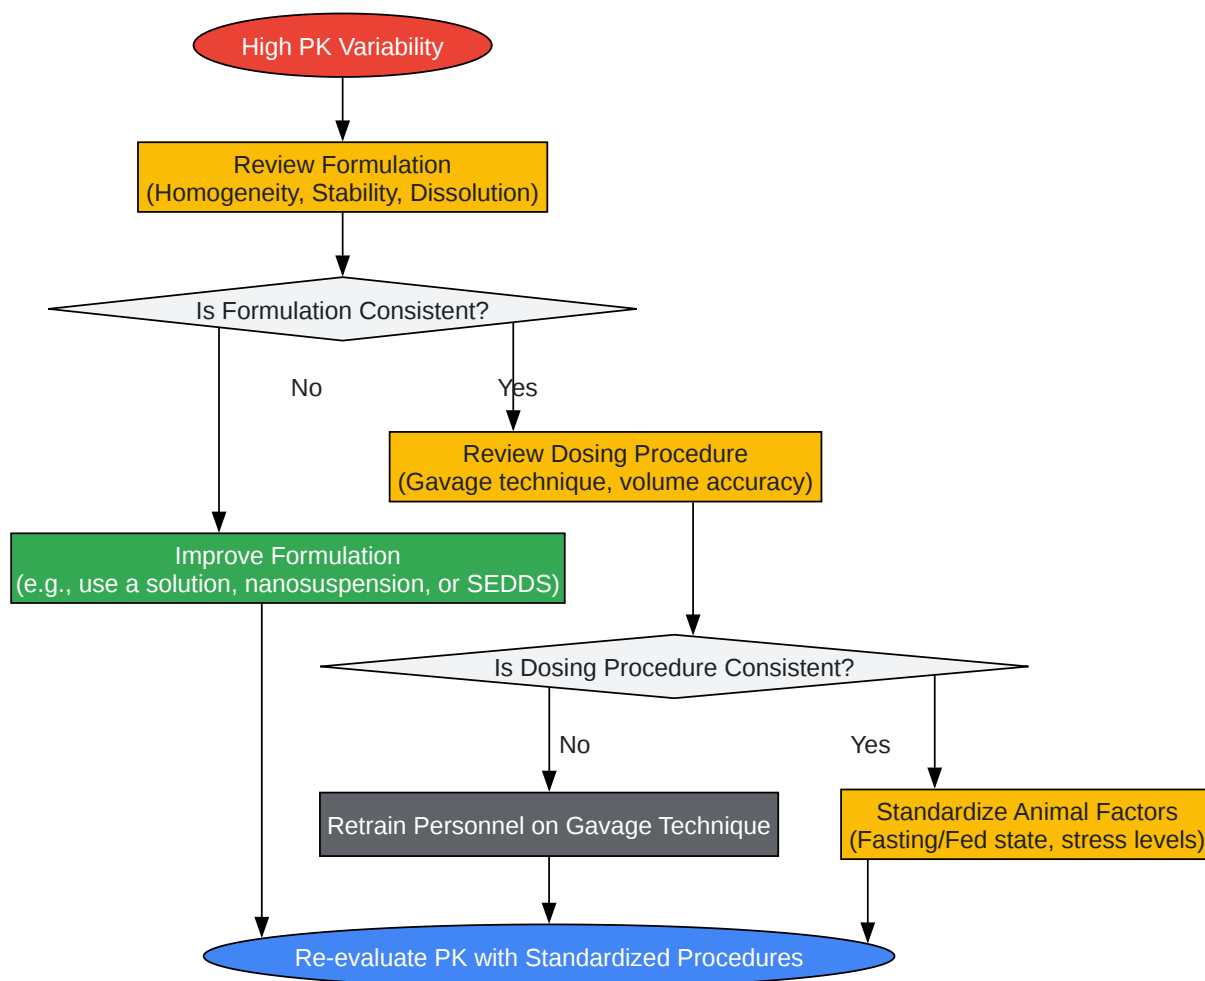 High PK Variability
Review Formulation
(Homogeneity, Stability, Dissolution)
Is Formulation Consistent?
No
Yes
Review Dosing Procedure
(Gavage technique, volume accuracy)
Improve Formulation
(e.g., use a solution, nanosuspension, or SEDDS)
Is Dosing Procedure Consistent?
No
Yes
Retrain Personnel on Gavage Technique
Standardize Animal Factors
(Fasting/Fed state, stress levels)
Re-evaluate PK with Standardized Procedures